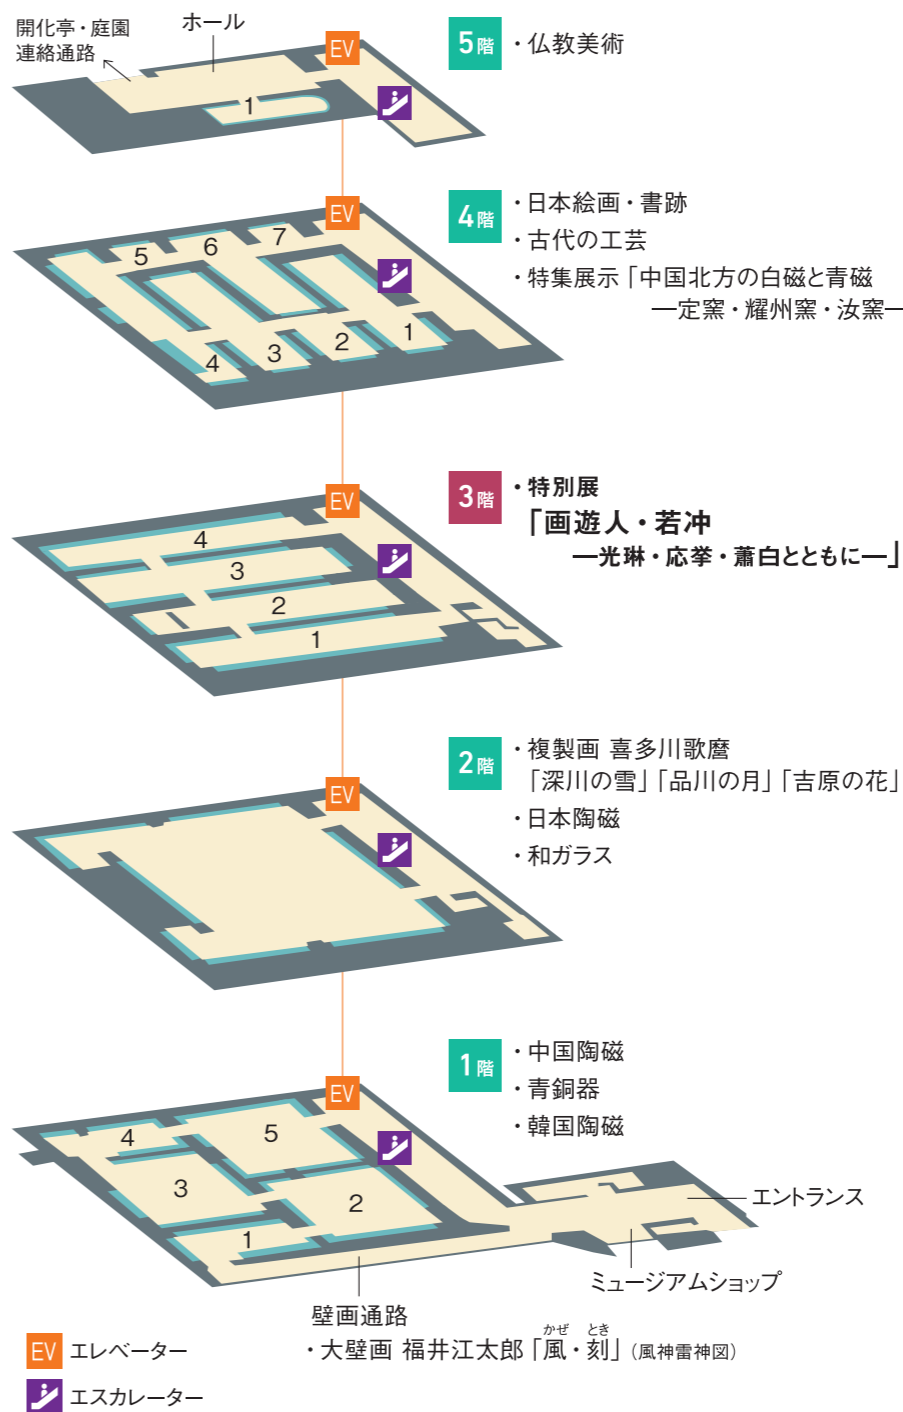 開化亭・庭園
連絡通路
ホール
EV
1
5階
・仏教美術
EV
5
6
7
4
3
2
1
4階
・日本絵画・書跡
・古代の工芸
・特集展示「中国北方の白磁と青磁
―定窯・耀州窯・汝窯―
EV
4
3
2
1
3階
・特別展
「画遊人・若冲
―光琳・応挙・蕭白とともに―」
EV
2階
・複製画 喜多川歌麿
「深川の雪」「品川の月」「吉原の花」
・日本陶磁
・和ガラス
EV
4
5
3
2
1
1階
・中国陶磁
・青銅器
・韓国陶磁
エントランス
ミュージアムショップ
壁画通路
かぜ とき
・大壁画 福井江太郎「風・刻」(風神雷神図)
EV エレベーター
エスカレーター